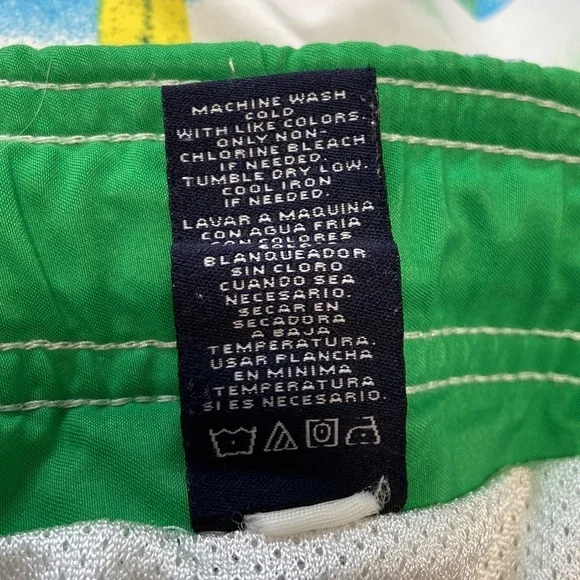 MACHINE WASH
COLD
WITH LIKE COLORS.
ONLY NON-
CHLORINE BLEACH
IF NEEDED.
TUMBLE DRY LOW.
COOL IRON
IF NEEDED.
LAVAR A MAQUINA
CON AGUA FRIA
CON COLORES
BLANQUEADOR
SIN CLORO
CUANDO SEA
NECESARIO.
SECAR EN
SECADORA
A BAJA
TEMPERATURA.
USAR PLANCHA
EN MINIMA
TEMPERATURA
SI ES NECESARIO.